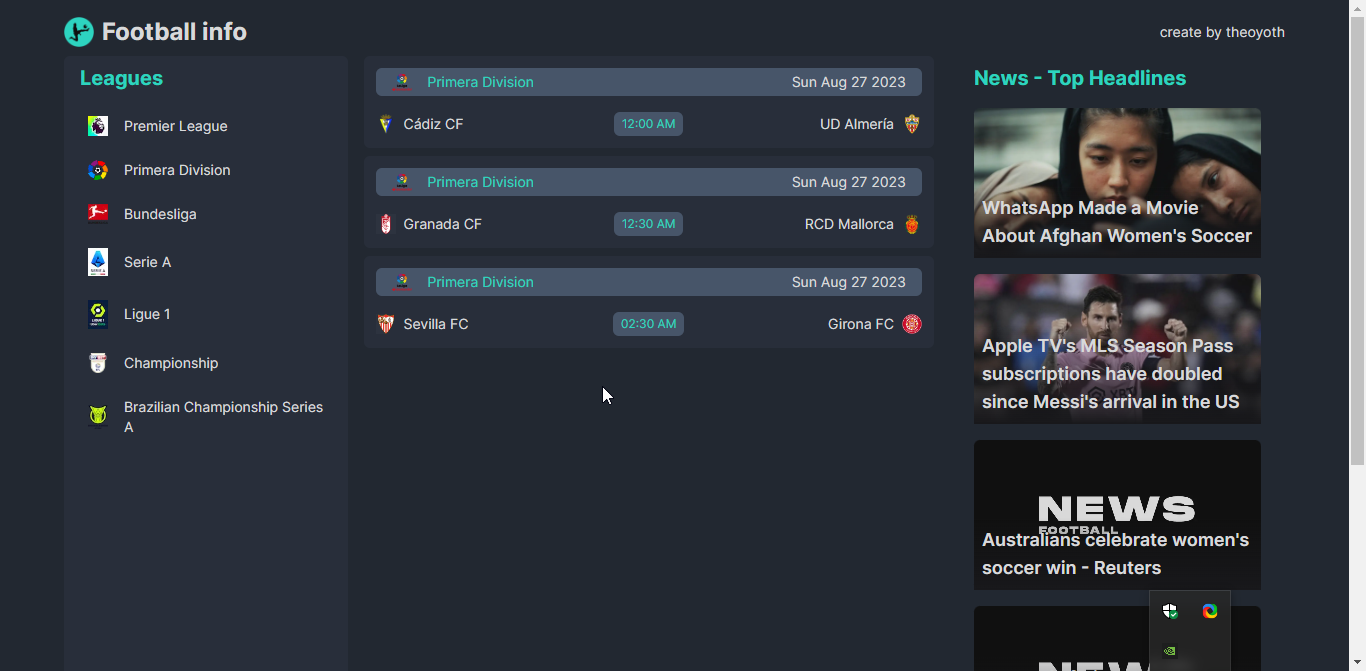 Football info
create by theoyoth
Leagues
Premier League
Primera Division
Bundesliga
Serie A
Ligue 1
Championship
Brazilian Championship Series
A
Primera Division
Sun Aug 27 2023
Cádiz CF
12:00 AM
UD Almería
Primera Division
Sun Aug 27 2023
Granada CF
12:30 AM
RCD Mallorca
Primera Division
Sun Aug 27 2023
Sevilla FC
02:30 AM
Girona FC
News - Top Headlines
WhatsApp Made a Movie
About Afghan Women's Soccer
Apple TV's MLS Season Pass
subscriptions have doubled
since Messi's arrival in the US
NEWS
FOOTBALL
Australians celebrate women's
soccer win - Reuters
NEWS